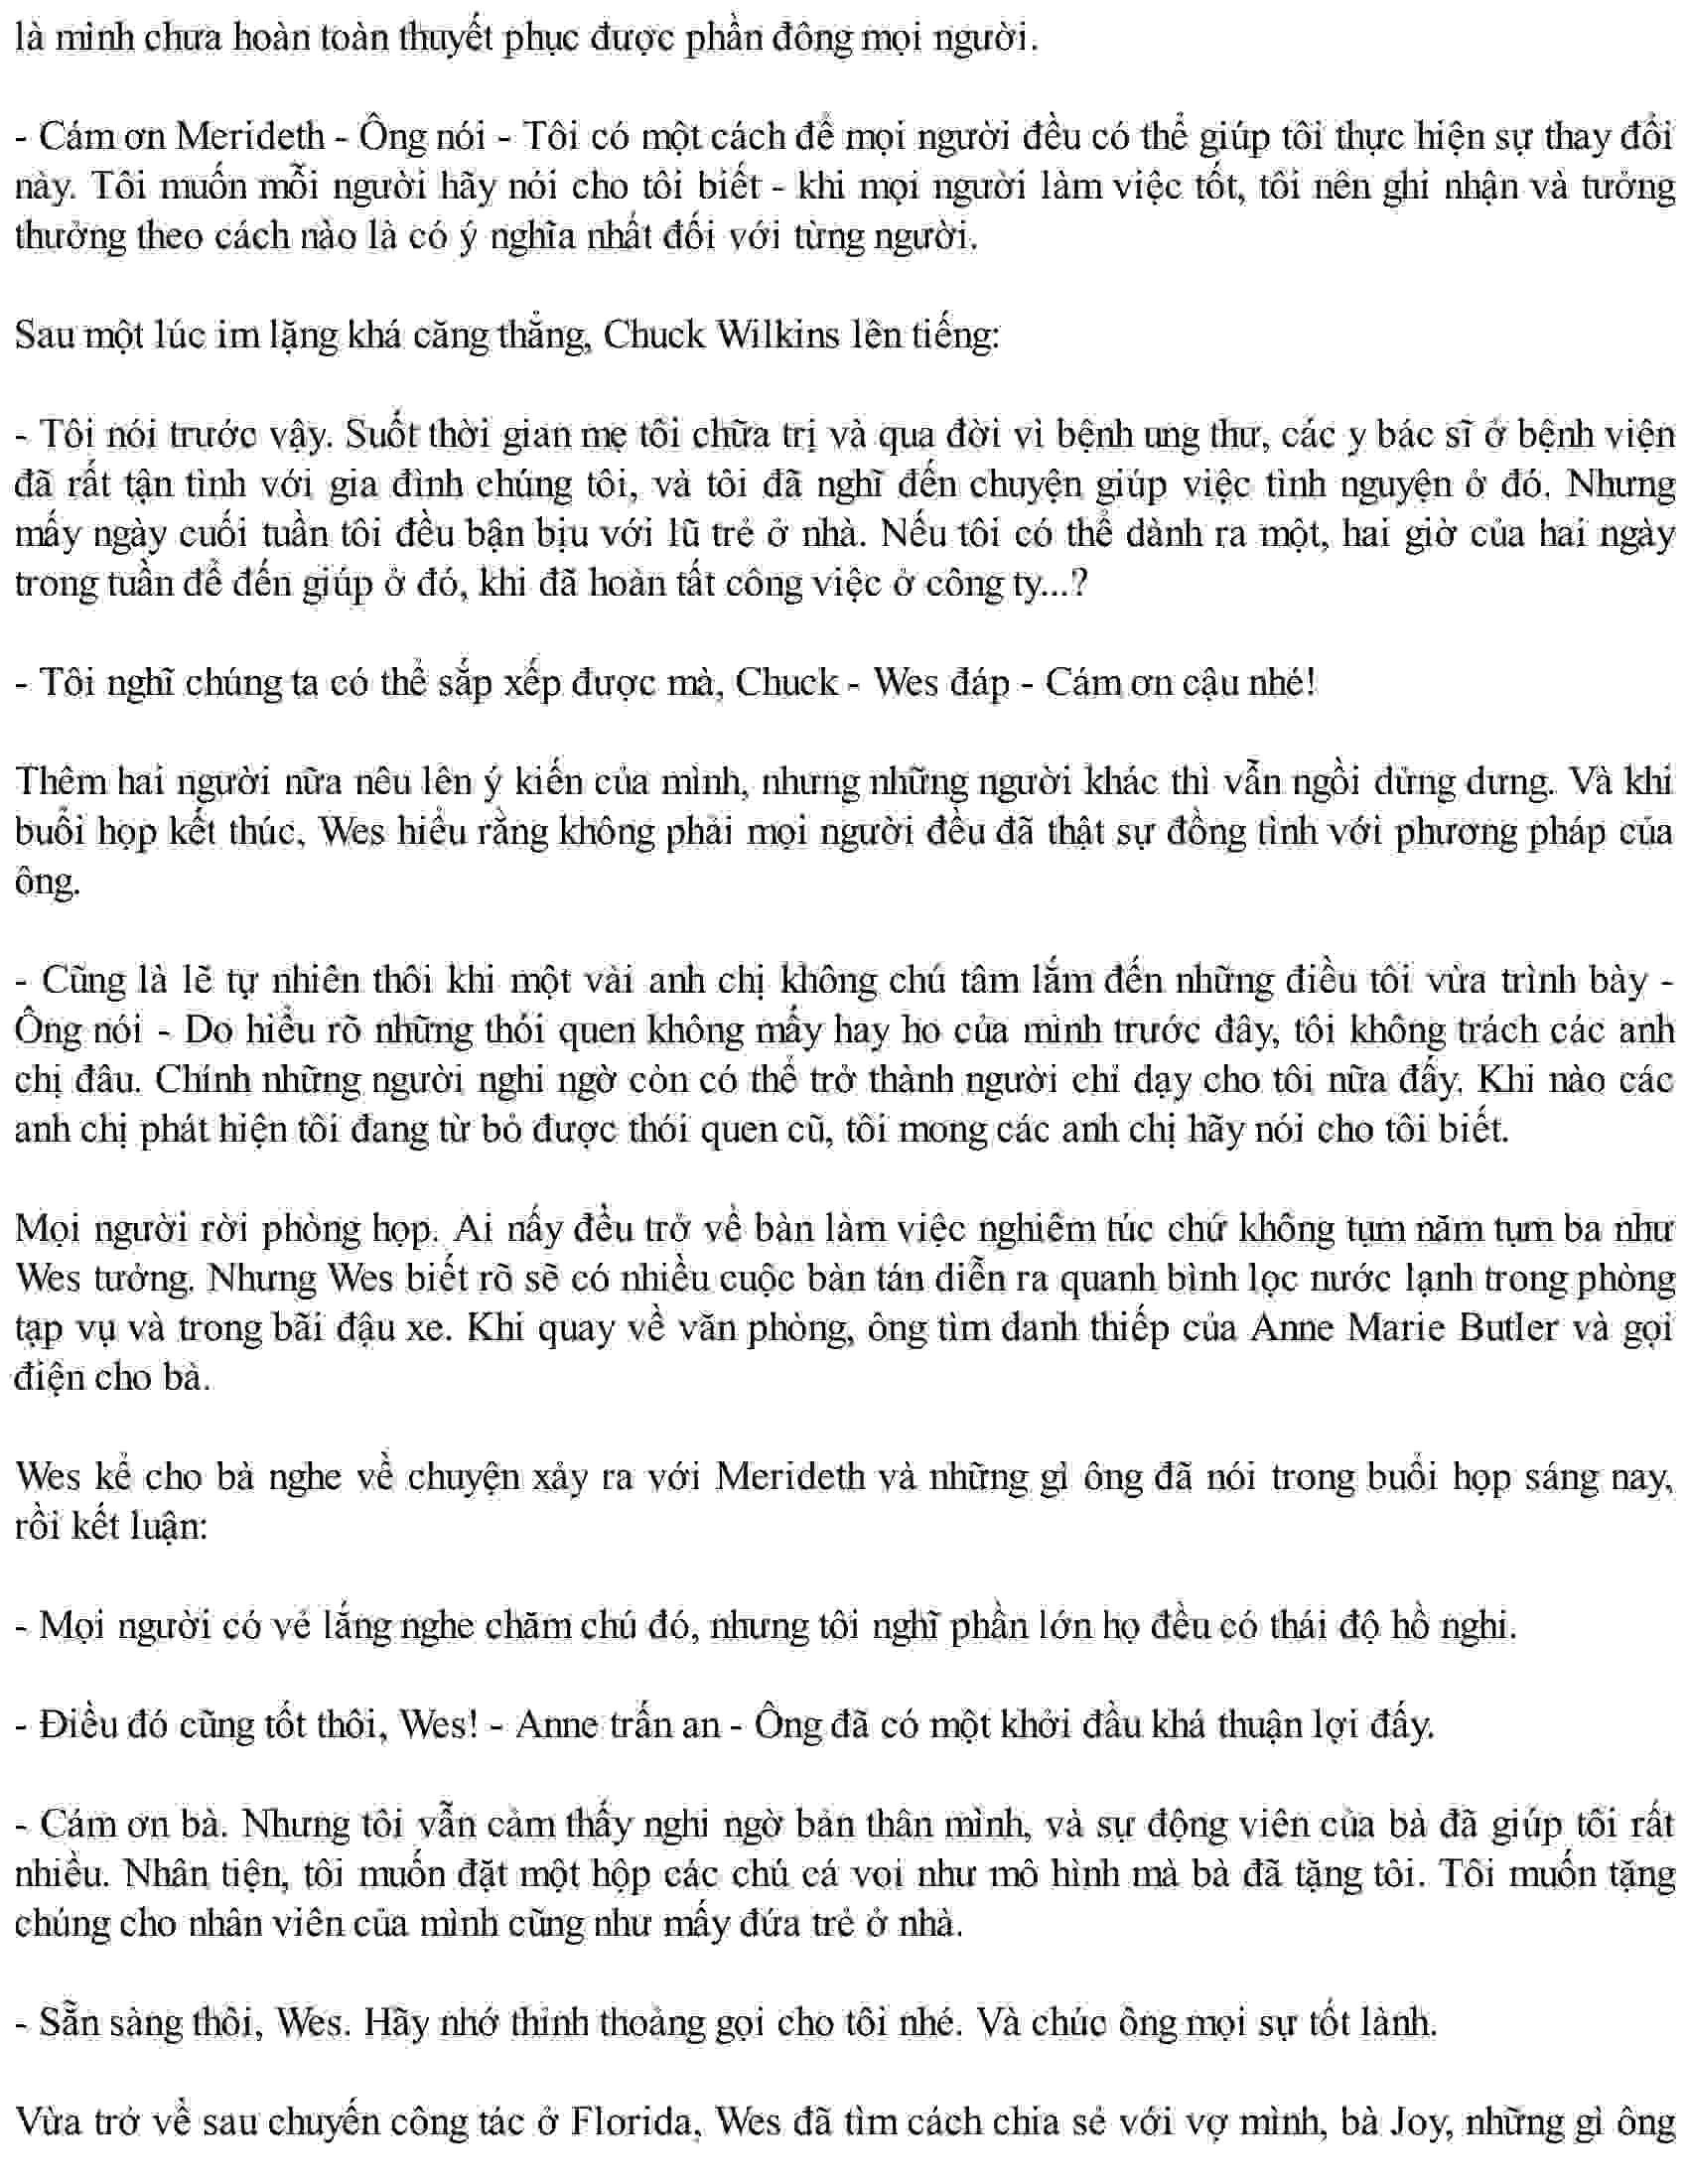 là mình chưa hoàn toàn thuyết phục được phần đông mọi người.
- Cám ơn Merideth - Ông nói - Tôi có một cách để mọi người đều có thể giúp tôi thực hiện sự thay đổi
này. Tôi muốn mỗi người hãy nói cho tôi biết - khi mọi người làm việc tốt, tôi nên ghi nhận và tưởng
thưởng theo cách nào là có ý nghĩa nhất đối với từng người.
Sau một lúc im lặng khá căng thẳng, Chuck Wilkins lên tiếng:
- Tôi nói trước vậy. Suốt thời gian mẹ tôi chữa trị và qua đời vì bệnh ung thư, các y bác sĩ ở bệnh viện
đã rất tận tình với gia đình chúng tôi, và tôi đã nghĩ đến chuyện giúp việc tình nguyện ở đó. Nhưng
mấy ngày cuối tuần tôi đều bận bịu với lũ trẻ ở nhà. Nếu tôi có thể dành ra một, hai giờ của hai ngày
trong tuần để đến giúp ở đó, khi đã hoàn tất công việc ở công ty...?
- Tôi nghĩ chúng ta có thể sắp xếp được mà, Chuck - Wes đáp - Cám ơn cậu nhé!
Thêm hai người nữa nêu lên ý kiến của mình, nhưng những người khác thì vẫn ngồi dửng dưng. Và khi
buổi họp kết thúc, Wes hiểu rằng không phải mọi người đều đã thật sự đồng tình với phương pháp của
ông.
- Cũng là lẽ tự nhiên thôi khi một vài anh chị không chú tâm lắm đến những điều tôi vừa trình bày -
Ông nói - Do hiểu rõ những thói quen không mấy hay ho của mình trước đây, tôi không trách các anh
chị đâu. Chính những người nghi ngờ còn có thể trở thành người chỉ dạy cho tôi nữa đấy. Khi nào các
anh chị phát hiện tôi đang từ bỏ được thói quen cũ, tôi mong các anh chị hãy nói cho tôi biết.
Mọi người rời phòng họp. Ai nấy đều trở về bàn làm việc nghiêm túc chứ không tụm năm tụm ba như
Wes tưởng. Nhưng Wes biết rõ sẽ có nhiều cuộc bàn tán diễn ra quanh bình lọc nước lạnh trong phòng
tạp vụ và trong bãi đậu xe. Khi quay về văn phòng, ông tìm danh thiếp của Anne Marie Butler và gọi
điện cho bà.
Wes kể cho bà nghe về chuyện xảy ra với Merideth và những gì ông đã nói trong buổi họp sáng nay,
rồi kết luận:
- Mọi người có vẻ lắng nghe chăm chú đó, nhưng tôi nghĩ phần lớn họ đều có thái độ hồ nghi.
- Điều đó cũng tốt thôi, Wes! - Anne trấn an - Ông đã có một khởi đầu khá thuận lợi đấy.
- Cám ơn bà. Nhưng tôi vẫn cảm thấy nghi ngờ bản thân mình, và sự động viên của bà đã giúp tôi rất
nhiều. Nhân tiện, tôi muốn đặt một hộp các chú cá voi như mô hình mà bà đã tặng tôi. Tôi muốn tặng
chúng cho nhân viên của mình cũng như mấy đứa trẻ ở nhà.
- Sẵn sàng thôi, Wes. Hãy nhớ thỉnh thoảng gọi cho tôi nhé. Và chúc ông mọi sự tốt lành.
Vừa trở về sau chuyến công tác ở Florida, Wes đã tìm cách chia sẻ với vợ mình, bà Joy, những gì ông